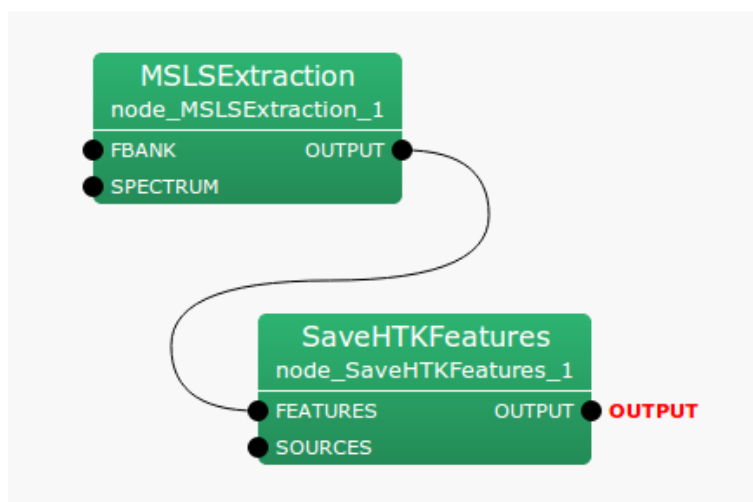 MSLSExtraction
node_MSLSExtraction_1
FBANK OUTPUT
SPECTRUM
SaveHTKFeatures
node_SaveHTKFeatures_1
FEATURES OUTPUT OUTPUT
SOURCES